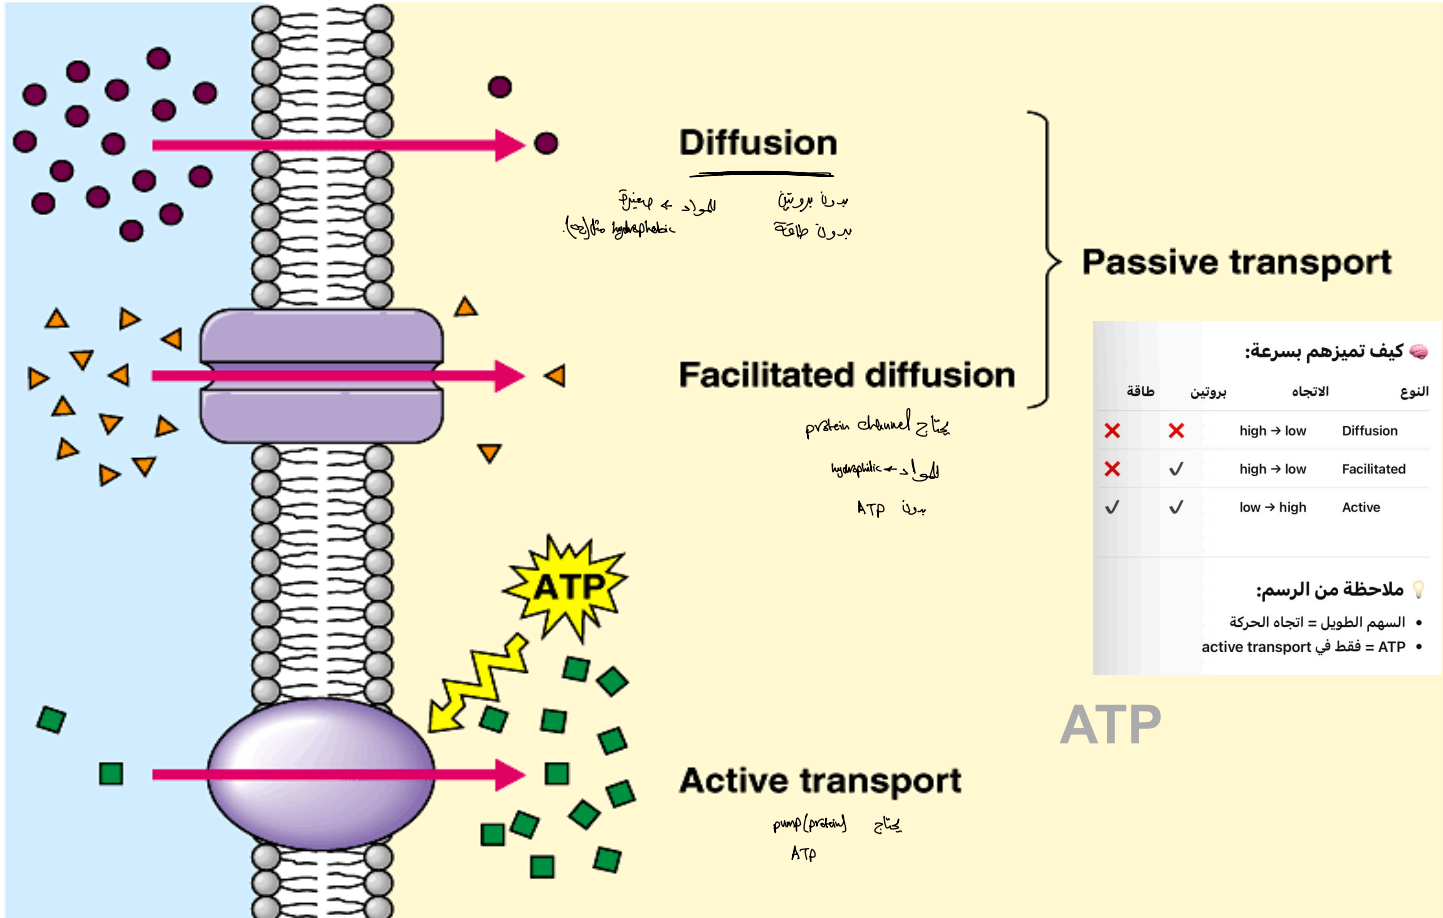 Diffusion
بدون بروتين
بدون طاقة
المواد ← صغيرة
hydrophobic مثل
Passive transport
Facilitated diffusion
يحتاج protein channel
المواد ← hydrophilic
بدون ATP
🧠 كيف تميزهم بسرعة:
النوع الاتجاه بروتين طاقة
Diffusion high → low ❌ ❌
Facilitated high → low ✓ ❌
Active low → high ✓ ✓
💡 ملاحظة من الرسم:
• السهم الطويل = اتجاه الحركة
• ATP = فقط في active transport
ATP
ATP
Active transport
يحتاج pump (protein)
ATP